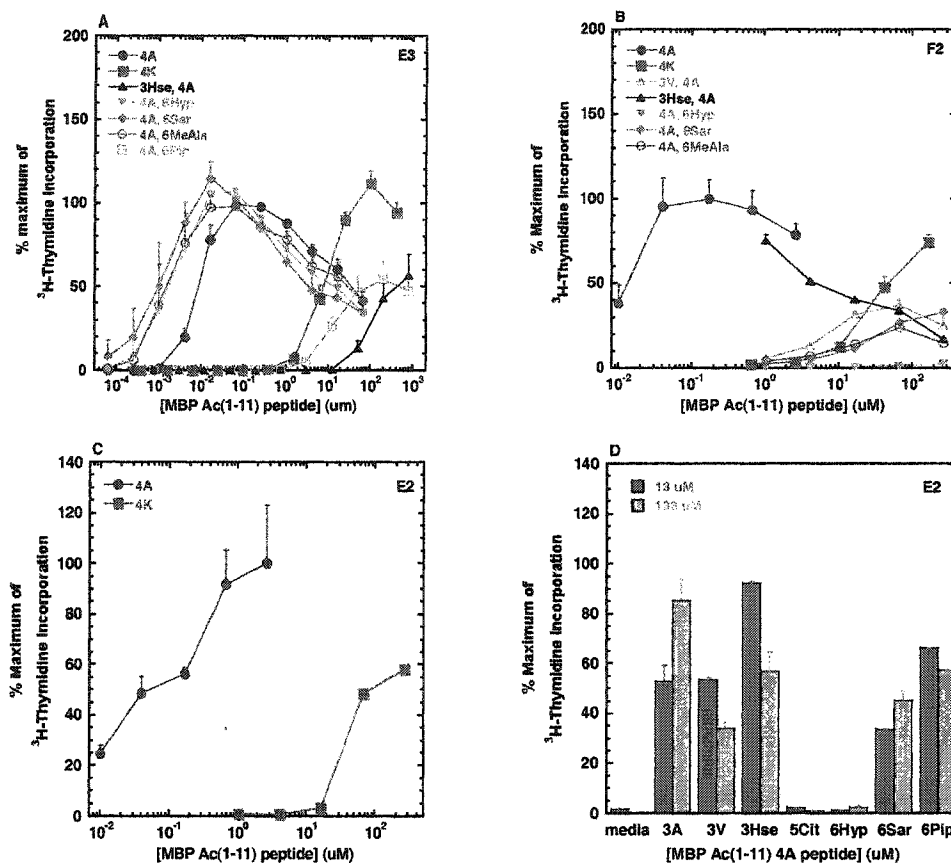 A
E3
200
150
100
50
0
4A
4K
3Hse, 4A
4A, 6Hyp
4A, 6Sar
4A, 6MeAla
4A, 6Pip
% maximum of
³H-Thymidine Incorporation
10⁻⁴ 10⁻³ 10⁻² 10⁻¹ 10⁰ 10¹ 10² 10³
[MBP Ac(1-11) peptide] (um)
B
F2
200
150
100
50
0
4A
4K
3V, 4A
3Hse, 4A
4A, 6Hyp
4A, 6Sar
4A, 6MeAla
% Maximum of
³H-Thymidine Incorporation
10⁻² 10⁻¹ 10⁰ 10¹ 10²
[MBP Ac(1-11) peptide] (uM)
C
E2
140
120
100
80
60
40
20
0
4A
4K
% Maximum of
³H-Thymidine Incorporation
10⁻² 10⁻¹ 10⁰ 10¹ 10²
[MBP Ac(1-11) peptide] (uM)
D
E2
140
120
100
80
60
40
20
0
13 uM
133 uM
% Maximum of
³H-Thymidine Incorporation
media 3A 3V 3Hse 5Cit 6Hyp 6Sar 6Pip
[MBP Ac(1-11) 4A peptide] (uM)